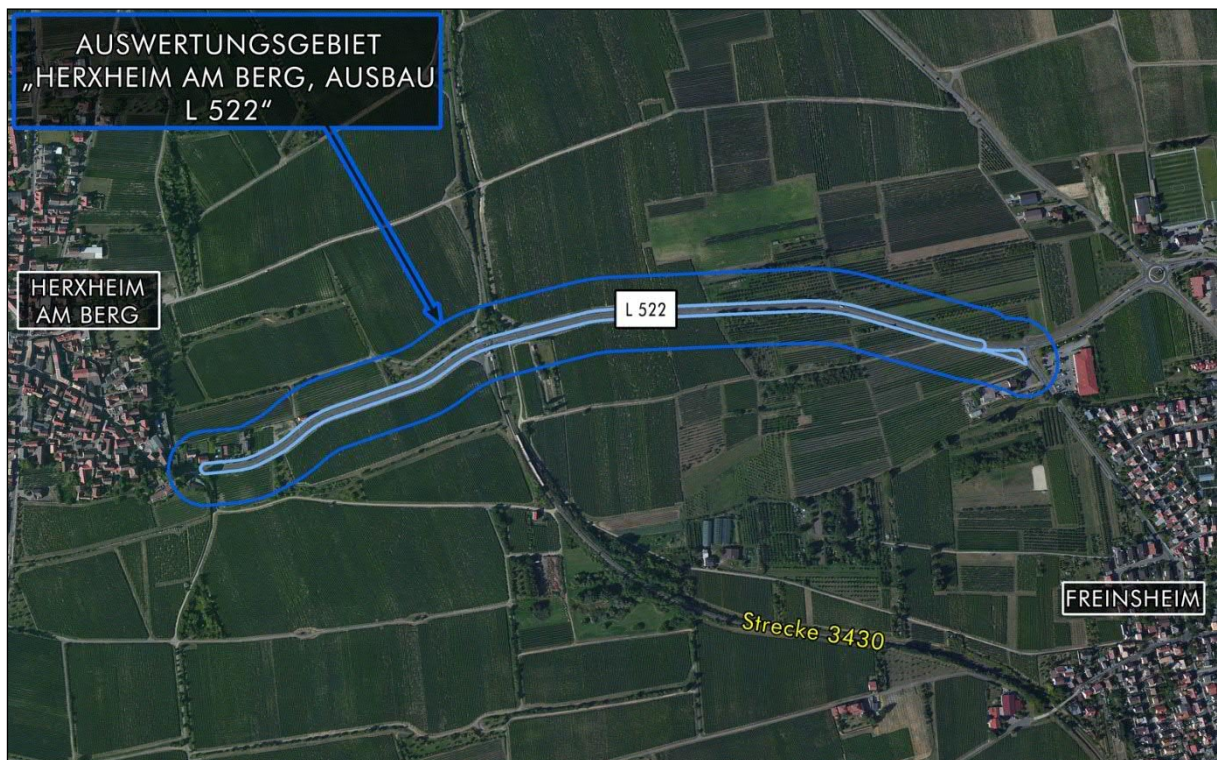 AUSWERTUNGSGEBIET
„HERXHEIM AM BERG, AUSBAU
L 522“
HERXHEIM
AM BERG
L 522
FREINSHEIM
Strecke 3430